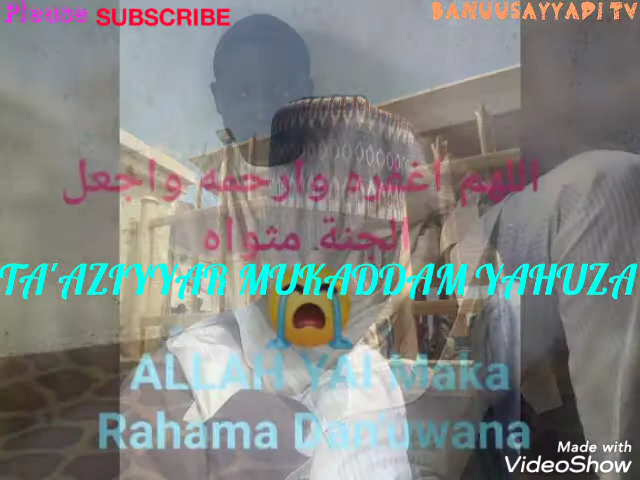 Please SUBSCRIBE
BANUUSAYYADI TV
اللهم اغفره وارحمه واجعل
الجنة مثواه
TA'AZIYYAR MUKADDAM YAHUZA
ALLAH YAI Maka
Rahama Dan'uwana
Made with
VideoShow